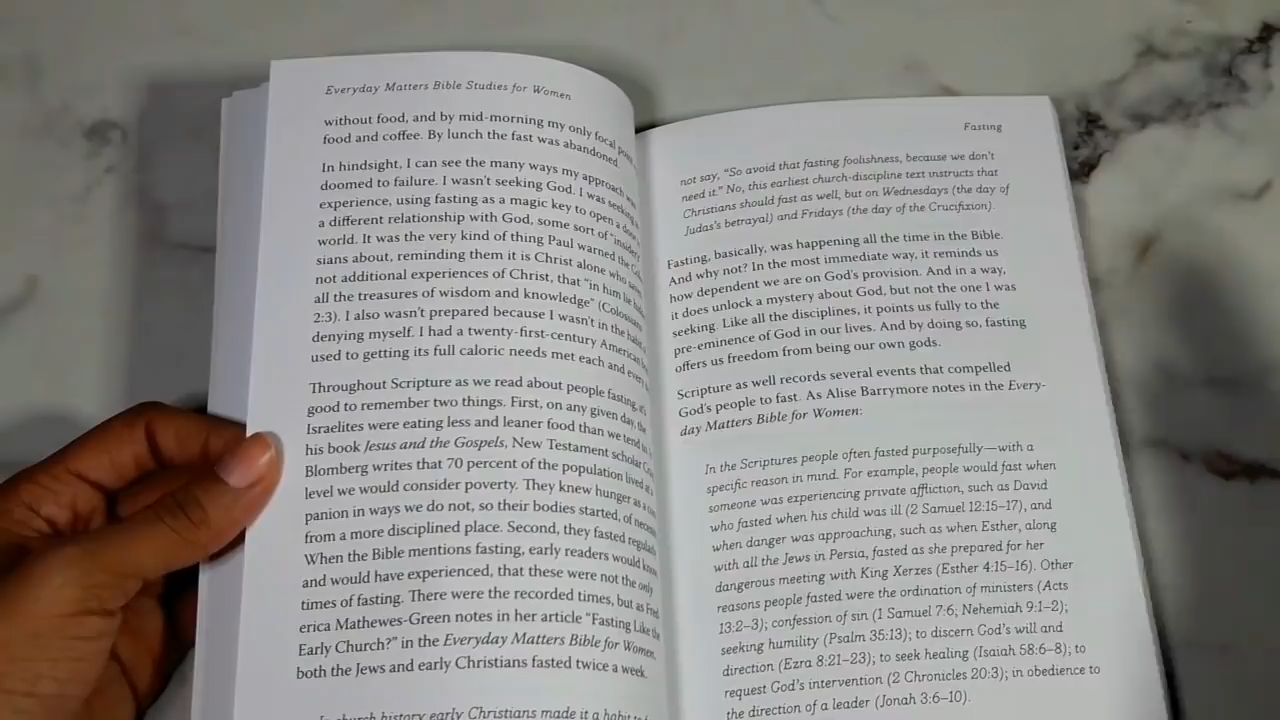 Everyday Matters Bible Studies for Women
without food, and by mid-morning my only focal
food and coffee. By lunch the fast was abandoned.
In hindsight, I can see the many ways my approach was
doomed to failure. I wasn't seeking God. I was seeking
experience, using fasting as a magic key to open a
a different relationship with God, some sort of "insider"
world. It was the very kind of thing Paul warned the
sians about, reminding them it is Christ alone who
not additional experiences of Christ, that "in him lie
all the treasures of wisdom and knowledge" (Colossians
2:3). I also wasn't prepared because I wasn't in the habit
denying myself. I had a twenty-first-century American
used to getting its full caloric needs met each and every
Throughout Scripture as we read about people fasting,
good to remember two things. First, on any given day, the
Israelites were eating less and leaner food than we tend
his book Jesus and the Gospels, New Testament scholar
Blomberg writes that 70 percent of the population lived
level we would consider poverty. They knew hunger as a
panion in ways we do not, so their bodies started, of
from a more disciplined place. Second, they fasted regularly.
When the Bible mentions fasting, early readers would know
and would have experienced, that these were not the only
times of fasting. There were the recorded times, but as Fred-
erica Mathewes-Green notes in her article "Fasting Like the
Early Church?" in the Everyday Matters Bible for Women,
both the Jews and early Christians fasted twice a week.
In church history early Christians made it a habit to
Fasting
not say, "So avoid that fasting foolishness, because we don't
need it." No, this earliest church-discipline text instructs that
Christians should fast as well, but on Wednesdays (the day of
Judas's betrayal) and Fridays (the day of the Crucifixion).
Fasting, basically, was happening all the time in the Bible.
And why not? In the most immediate way, it reminds us
how dependent we are on God's provision. And in a way,
it does unlock a mystery about God, but not the one I was
seeking. Like all the disciplines, it points us fully to the
pre-eminence of God in our lives. And by doing so, fasting
offers us freedom from being our own gods.
Scripture as well records several events that compelled
God's people to fast. As Alise Barrymore notes in the Every-
day Matters Bible for Women:
In the Scriptures people often fasted purposefully—with a
specific reason in mind. For example, people would fast when
someone was experiencing private affliction, such as David
who fasted when his child was ill (2 Samuel 12:15–17), and
when danger was approaching, such as when Esther, along
with all the Jews in Persia, fasted as she prepared for her
dangerous meeting with King Xerxes (Esther 4:15–16). Other
reasons people fasted were the ordination of ministers (Acts
13:2–3); confession of sin (1 Samuel 7:6; Nehemiah 9:1–2);
seeking humility (Psalm 35:13); to discern God's will and
direction (Ezra 8:21–23); to seek healing (Isaiah 58:6–8); to
request God's intervention (2 Chronicles 20:3); in obedience to
the direction of a leader (Jonah 3:6–10).